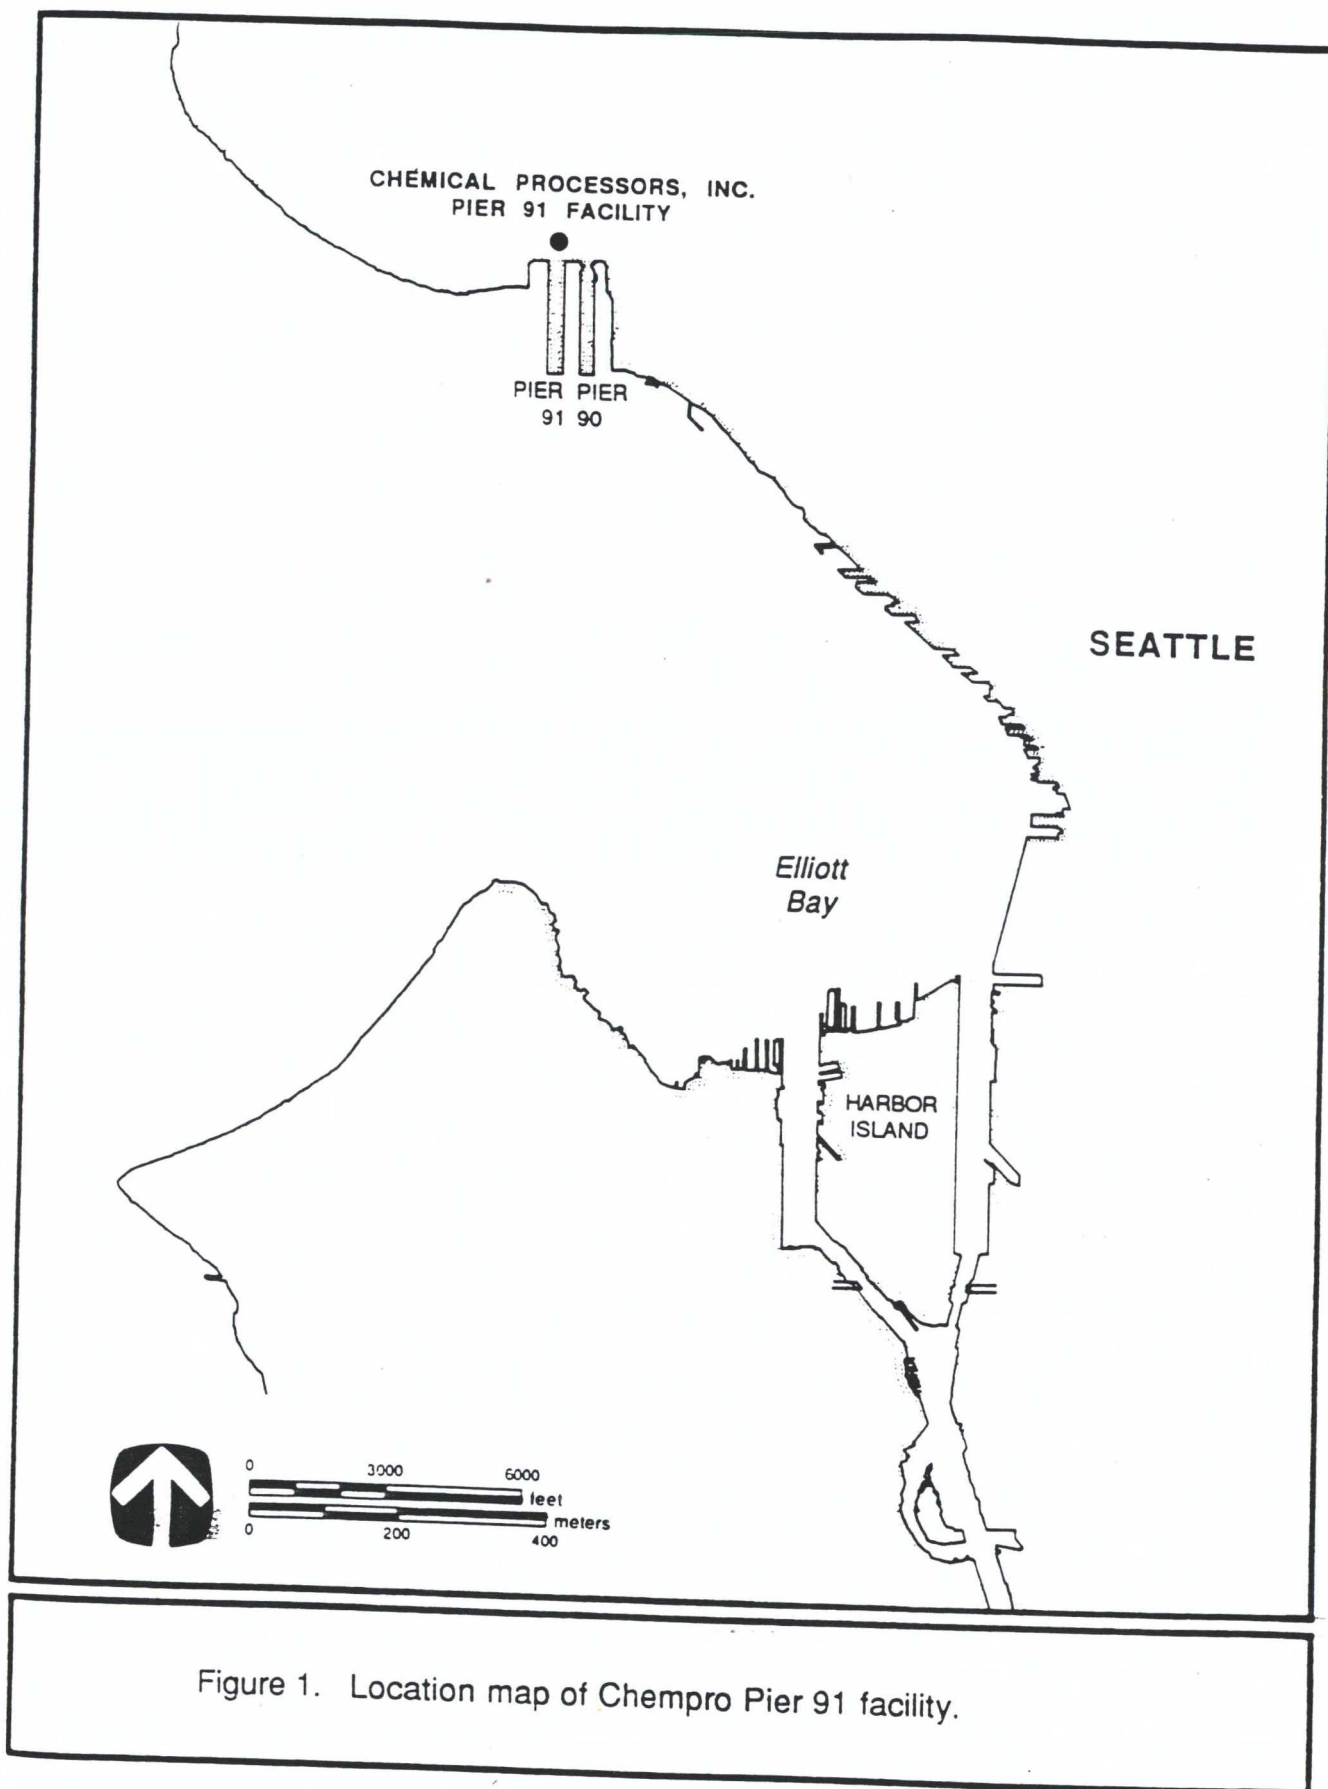 CHEMICAL PROCESSORS, INC.
PIER 91 FACILITY
PIER PIER
91 90
SEATTLE
Elliott
Bay
HARBOR
ISLAND
0 3000 6000
feet
meters
0 200 400
Figure 1. Location map of Chempro Pier 91 facility.